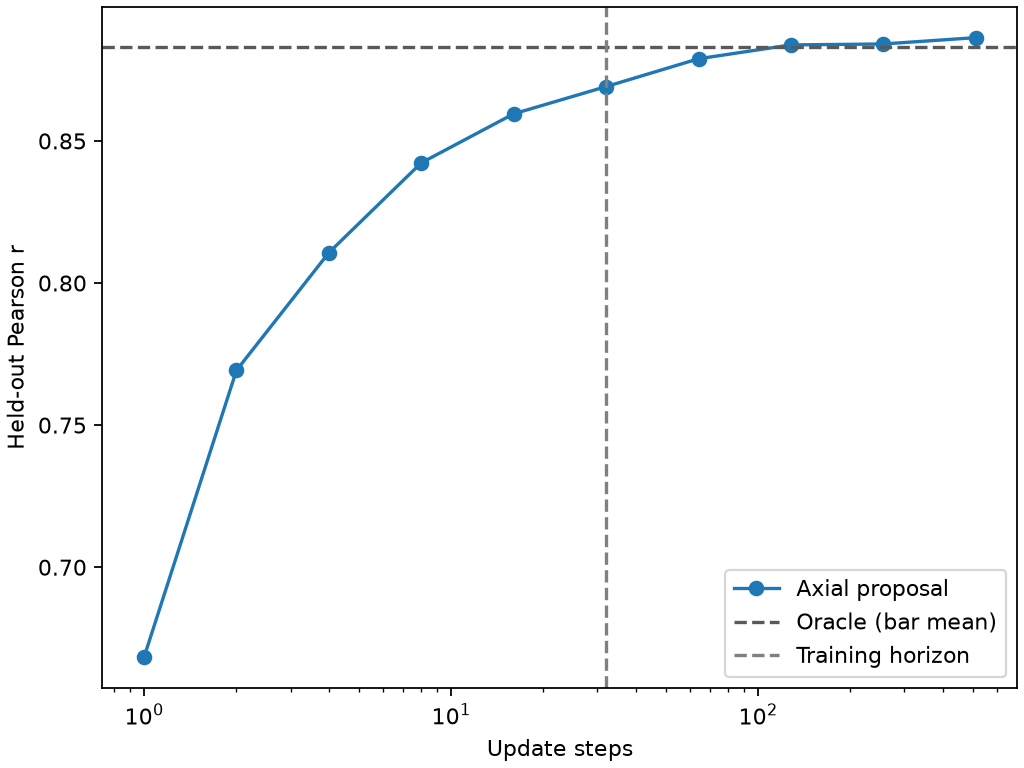 0.85
0.80
0.75
0.70
Held-out Pearson r
Axial proposal
Oracle (bar mean)
Training horizon
10⁰ 10¹ 10²
Update steps